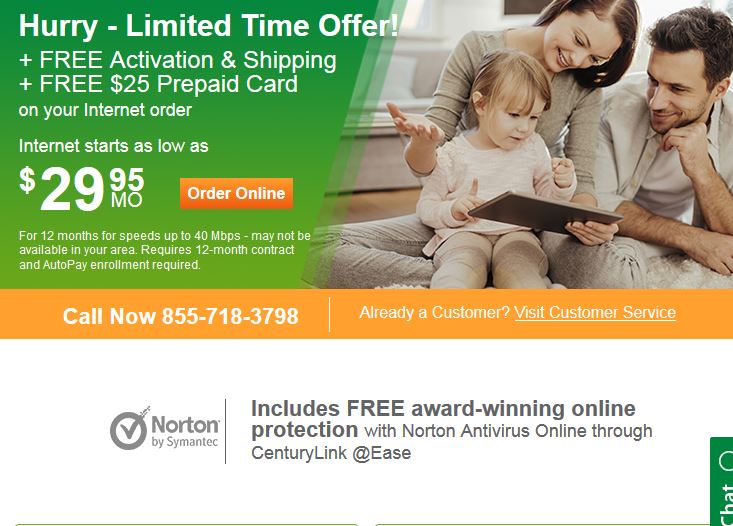 Hurry - Limited Time Offer!
+ FREE Activation & Shipping
+ FREE $25 Prepaid Card
on your Internet order
Internet starts as low as
$29.95 MO
Order Online
For 12 months for speeds up to 40 Mbps - may not be
available in your area. Requires 12-month contract
and AutoPay enrollment required.
Call Now 855-718-3798
Already a Customer? Visit Customer Service
Norton
by Symantec
Includes FREE award-winning online
protection with Norton Antivirus Online through
CenturyLink @Ease
Chat